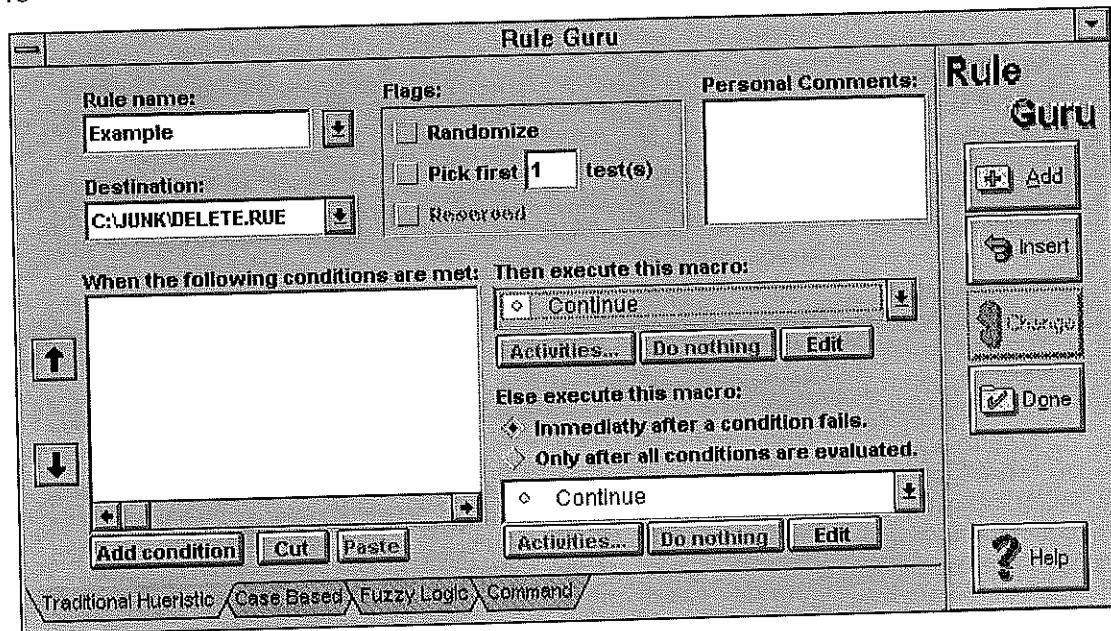 Rule Guru
Rule name:
Example
Destination:
C:\JUNK\DELETE.RUE
Flags:
Randomize
Pick first 1 test(s)
Reserved
Personal Comments:
When the following conditions are met:
Add condition Cut Paste
Then execute this macro:
Continue
Activities... Do nothing Edit
Else execute this macro:
Immediatly after a condition fails.
Only after all conditions are evaluated.
Continue
Activities... Do nothing Edit
Traditional Hueristic Case Based Fuzzy Logic Command
Rule
Guru
Add
Insert
Change
Done
Help